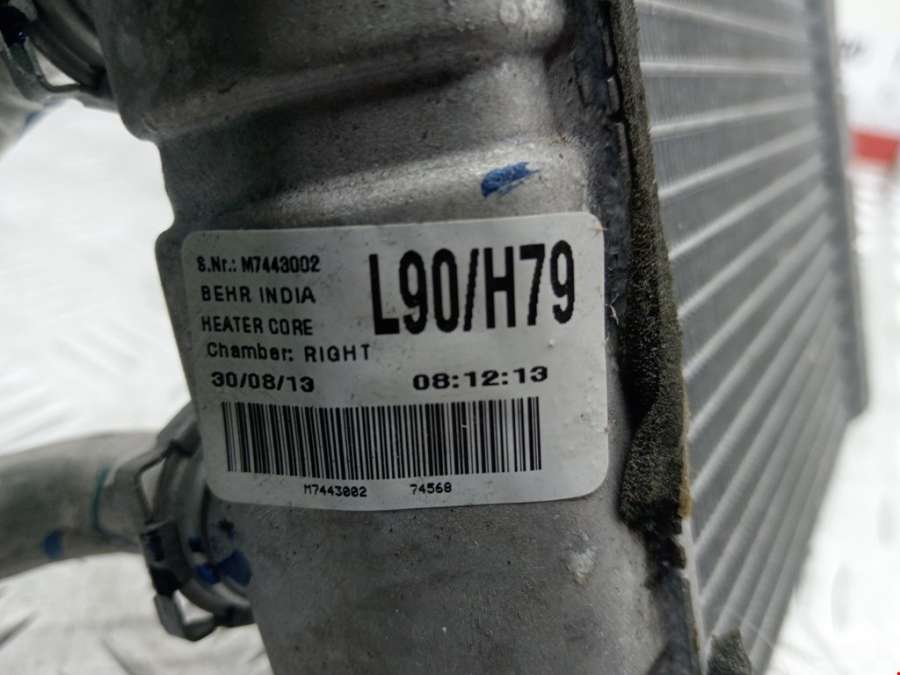 S.Nr.: M7443002
BEHR INDIA
HEATER CORE
Chamber: RIGHT
L90/H79
30/08/13 08:12:13
M7443002 74568